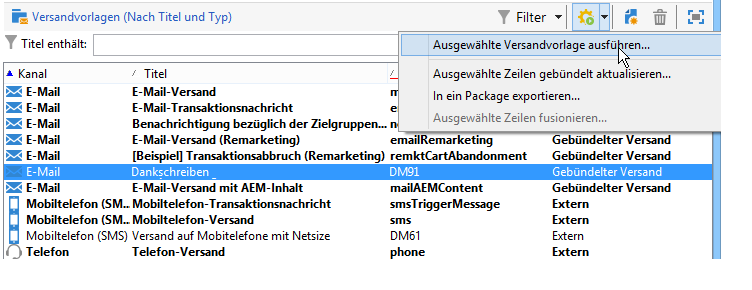 Versandvorlagen (Nach Titel und Typ) Filter
Titel enthält:
Ausgewählte Versandvorlage ausführen...
Ausgewählte Zeilen gebündelt aktualisieren...
In ein Package exportieren...
Ausgewählte Zeilen fusionieren...
Kanal Titel
E-Mail E-Mail-Versand
E-Mail E-Mail-Transaktionsnachricht
E-Mail Benachrichtigung bezüglich der Zielgruppen...
E-Mail E-Mail-Versand (Remarketing) emailRemarketing Gebündelter Versand
E-Mail [Beispiel] Transaktionsabbruch (Remarketing) remktCartAbandonment Gebündelter Versand
E-Mail Dankschreiben DM91 Gebündelter Versand
E-Mail E-Mail-Versand mit AEM-Inhalt mailAEMContent Gebündelter Versand
Mobiltelefon (SM... Mobiltelefon-Transaktionsnachricht smsTriggerMessage Extern
Mobiltelefon (SM... Mobiltelefon-Versand sms Extern
Mobiltelefon (SMS) Versand auf Mobiltelefone mit Netsize DM61 Extern
Telefon Telefon-Versand phone Extern